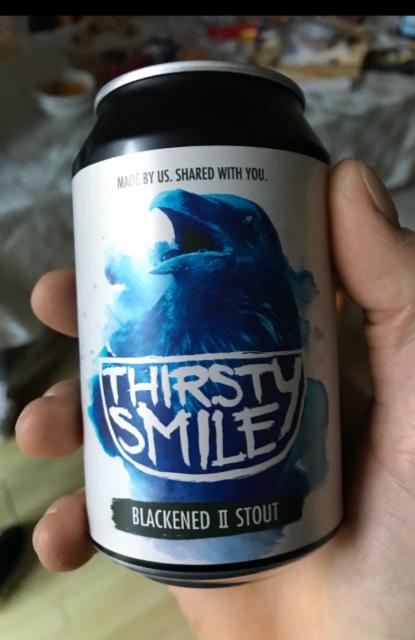 MADE BY US. SHARED WITH YOU.
THIRSTY
SMILE
BLACKENED II STOUT